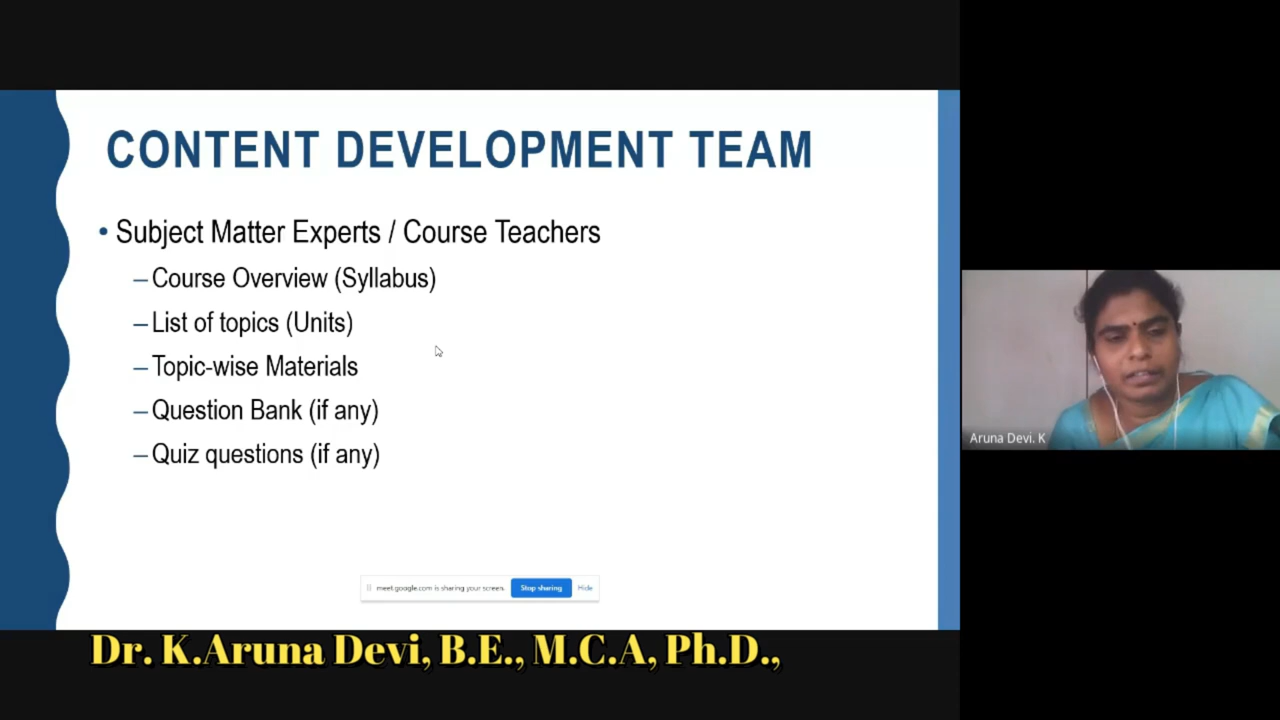 CONTENT DEVELOPMENT TEAM
• Subject Matter Experts / Course Teachers
– Course Overview (Syllabus)
– List of topics (Units)
– Topic-wise Materials
– Question Bank (if any)
– Quiz questions (if any)
meet.google.com is sharing your screen. Stop sharing Hide
Aruna Devi. K
Dr. K.Aruna Devi, B.E., M.C.A, Ph.D.,